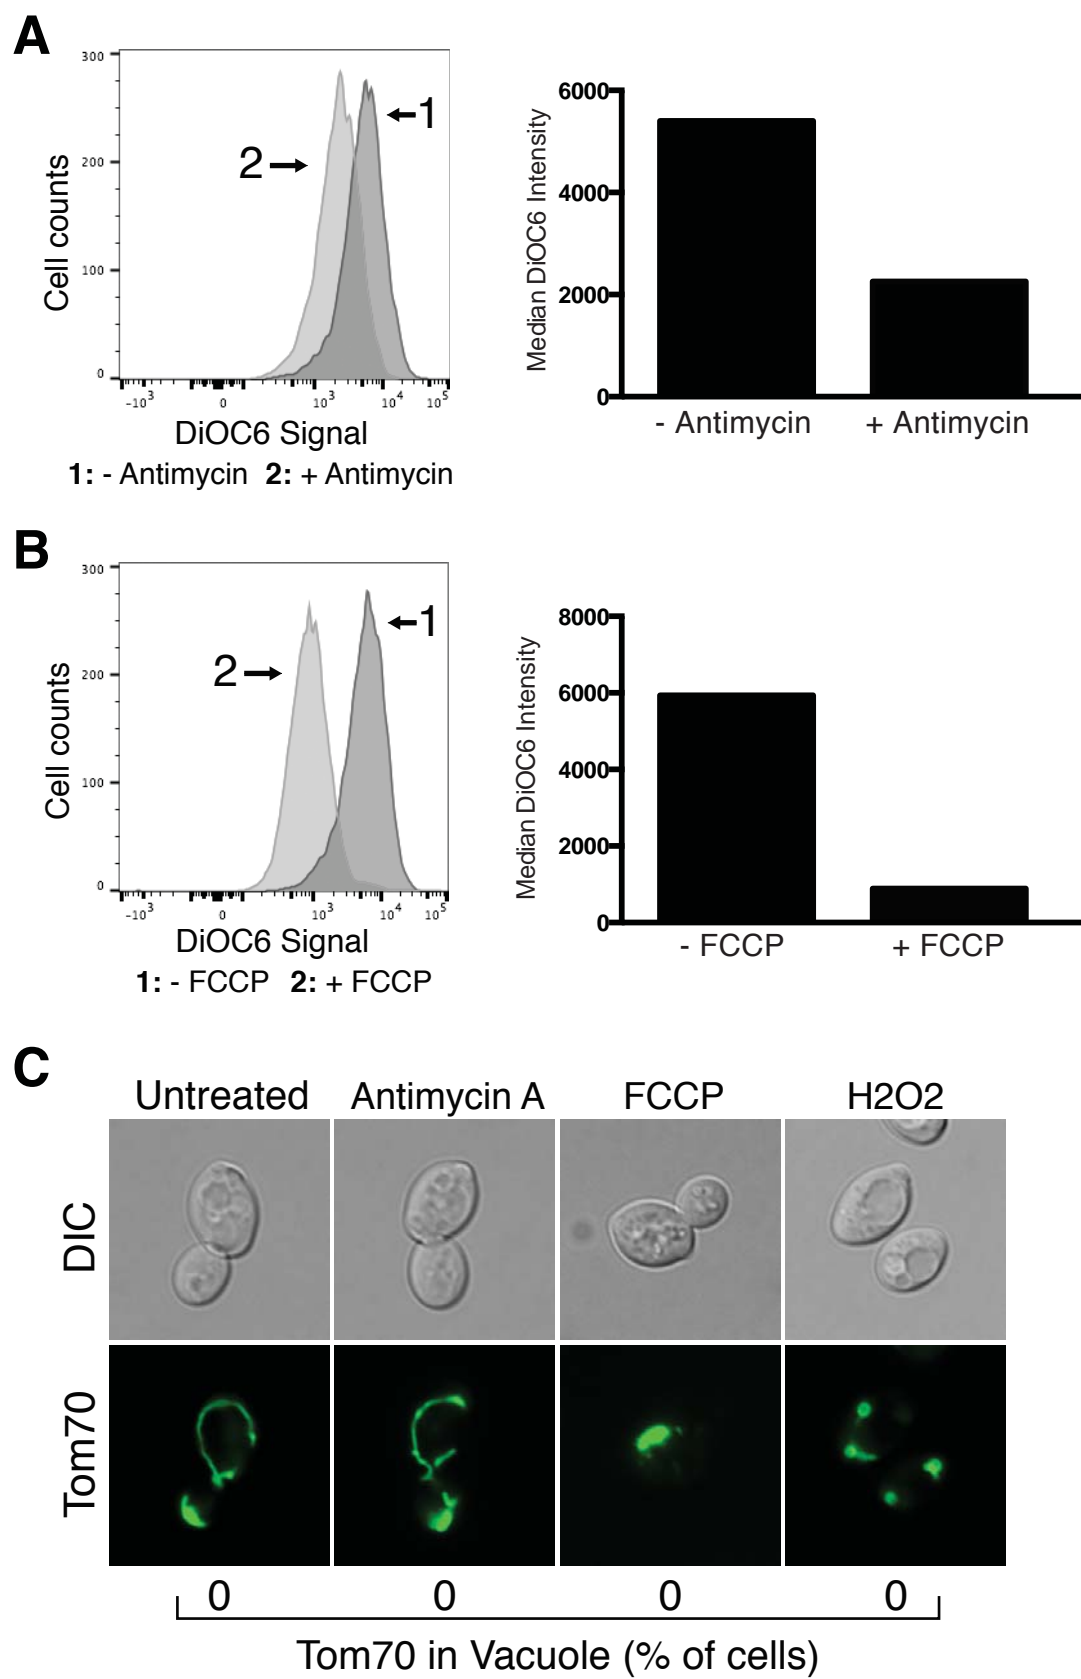 A
300
200
100
0
Cell counts
-10³ 0 10³ 10⁴ 10⁵
DiOC6 Signal
1: - Antimycin 2: + Antimycin
2
1
6000
4000
2000
0
Median DiOC6 Intensity
- Antimycin + Antimycin
B
300
200
100
0
Cell counts
-10³ 0 10³ 10⁴ 10⁵
DiOC6 Signal
1: - FCCP 2: + FCCP
2
1
8000
6000
4000
2000
0
Median DiOC6 Intensity
- FCCP + FCCP
C
Untreated Antimycin A FCCP H2O2
DIC
Tom70
0 0 0 0
Tom70 in Vacuole (% of cells)